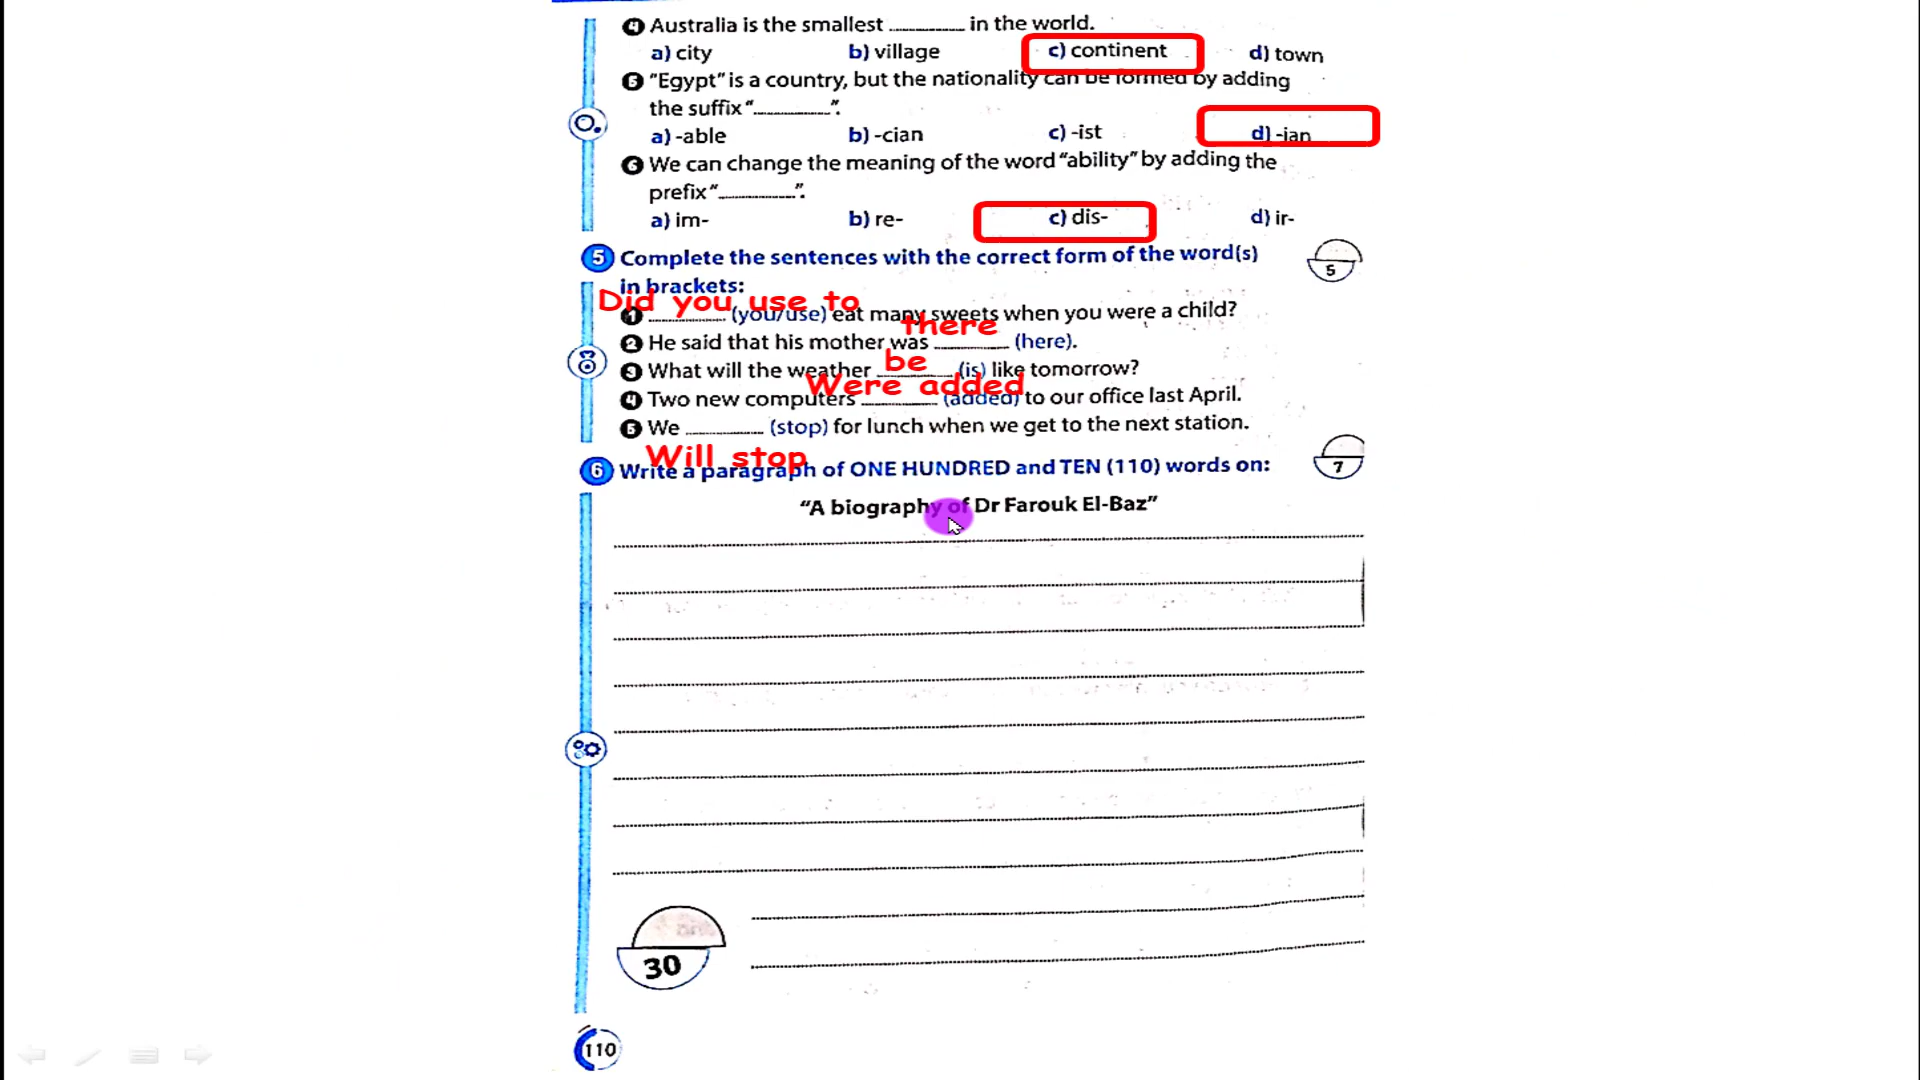 4 Australia is the smallest ............ in the world.
a) city b) village c) continent d) town
5 "Egypt" is a country, but the nationality can be formed by adding
the suffix "............".
a) -able b) -cian c) -ist d) -ian
6 We can change the meaning of the word "ability" by adding the
prefix "............".
a) im- b) re- c) dis- d) ir-
5 Complete the sentences with the correct form of the word(s)
in brackets:
5
Did you use to
1 ............ (you/use) eat many sweets when you were a child?
there
2 He said that his mother was ............ (here).
be
3 What will the weather ............ (is) like tomorrow?
Were added
4 Two new computers ............ (added) to our office last April.
5 We ............ (stop) for lunch when we get to the next station.
Will stop
6 Write a paragraph of ONE HUNDRED and TEN (110) words on:
7
"A biography of Dr Farouk El-Baz"
30
110